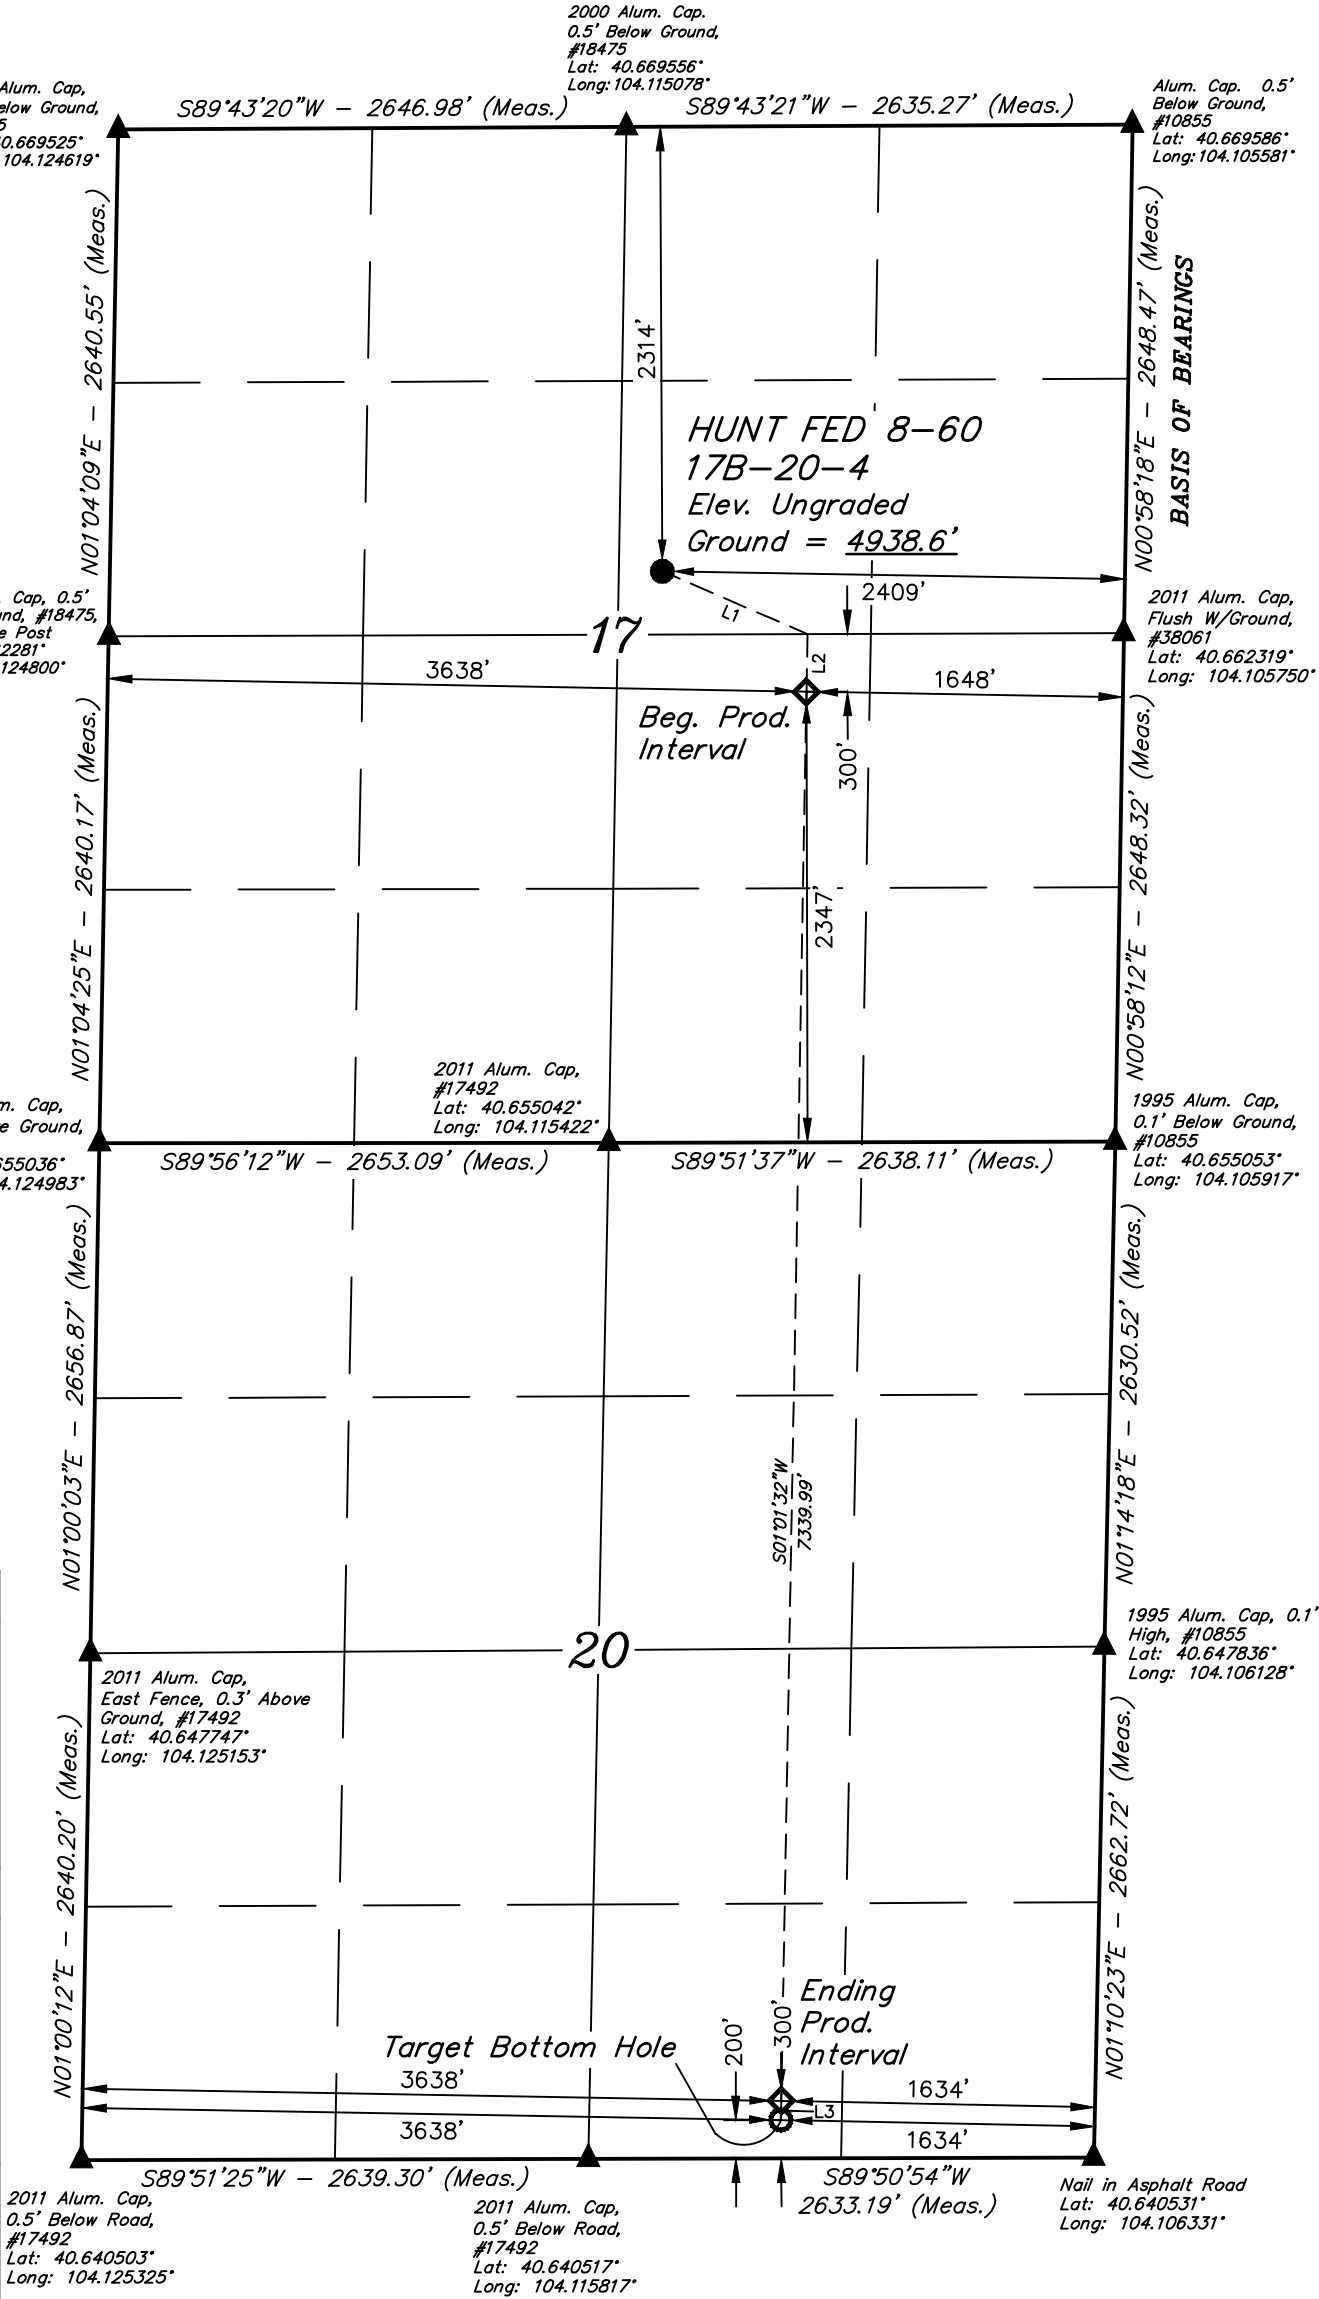 2000 Alum. Cap.
0.5' Below Ground,
#18475
Lat: 40.669556°
Long: 104.115078°
Alum. Cap,
Below Ground,
104.124619°
S89°43'20"W - 2646.98' (Meas.)
S89°43'21"W - 2635.27' (Meas.)
Alum. Cap. 0.5'
Below Ground,
#10855
Lat: 40.669586°
Long: 104.105581°
N01°04'09"E - 2640.55' (Meas.)
2314'
N00°58'18"E - 2648.47' (Meas.)
BASIS OF BEARINGS
HUNT FED 8-60
17B-20-4
Elev. Ungraded
Ground = 4938.6'
2409'
L1
Cap, 0.5'
#18475,
Post
17
L2
2011 Alum. Cap,
Flush W/Ground,
#38061
Lat: 40.662319°
Long: 104.105750°
3638'
1648'
Beg. Prod.
Interval
300'
N01°04'25"E - 2640.17' (Meas.)
2347'
N00°58'12"E - 2648.32' (Meas.)
2011 Alum. Cap,
#17492
Lat: 40.655042°
Long: 104.115422°
Cap,
Ground,
1995 Alum. Cap,
0.1' Below Ground,
#10855
Lat: 40.655053°
Long: 104.105917°
S89°56'12"W - 2653.09' (Meas.)
S89°51'37"W - 2638.11' (Meas.)
N01°00'03"E - 2656.87' (Meas.)
S01°01'32"W
7339.99'
N01°14'18"E - 2630.52' (Meas.)
20
1995 Alum. Cap, 0.1'
High, #10855
Lat: 40.647836°
Long: 104.106128°
2011 Alum. Cap,
East Fence, 0.3' Above
Ground, #17492
Lat: 40.647747°
Long: 104.125153°
N01°00'12"E - 2640.20' (Meas.)
N01°10'23"E - 2662.72' (Meas.)
Ending
Prod.
Interval
Target Bottom Hole
200'
300'
3638'
1634'
L3
3638'
1634'
S89°51'25"W - 2639.30' (Meas.)
S89°50'54"W
2633.19' (Meas.)
2011 Alum. Cap,
0.5' Below Road,
#17492
Lat: 40.640503°
Long: 104.125325°
2011 Alum. Cap,
0.5' Below Road,
#17492
Lat: 40.640517°
Long: 104.115817°
Nail in Asphalt Road
Lat: 40.640531°
Long: 104.106331°